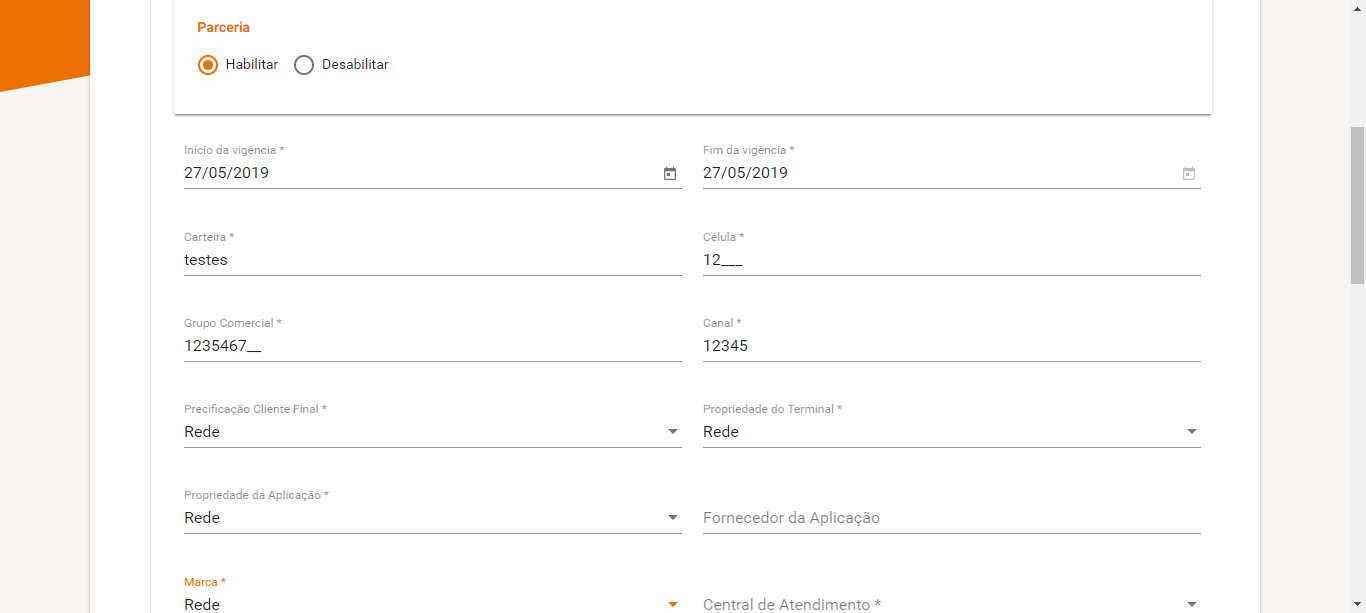 Parceria
Habilitar Desabilitar
Início da vigência * Fim da vigência *
27/05/2019 27/05/2019
Carteira * Célula *
testes 12___
Grupo Comercial * Canal *
1235467__ 12345
Precificação Cliente Final * Propriedade do Terminal *
Rede Rede
Propriedade da Aplicação *
Rede Fornecedor da Aplicação
Marca *
Rede Central de Atendimento *